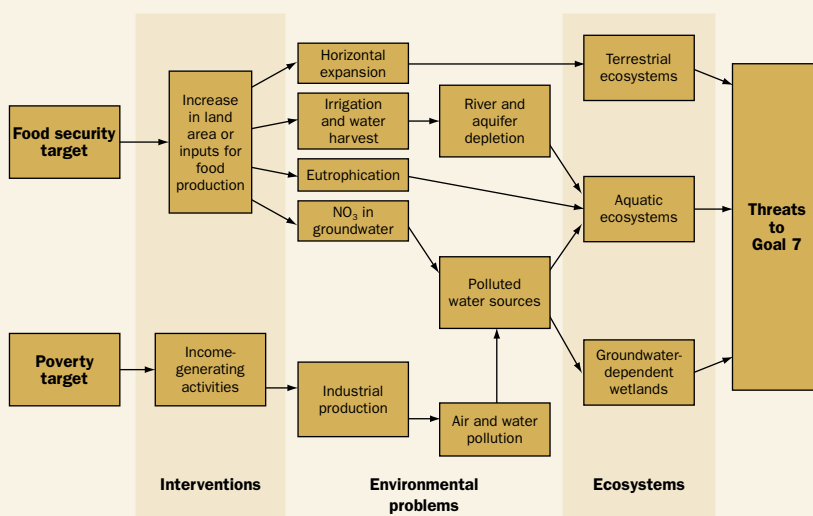 Food security
target
Increase
in land
area or
inputs for
food
production
Horizontal
expansion
Irrigation
and water
harvest
Eutrophication
NO₃ in
groundwater
River and
aquifer
depletion
Polluted
water sources
Terrestrial
ecosystems
Aquatic
ecosystems
Groundwater-
dependent
wetlands
Threats
to
Goal 7
Poverty
target
Income-
generating
activities
Industrial
production
Air and water
pollution
Interventions
Environmental
problems
Ecosystems